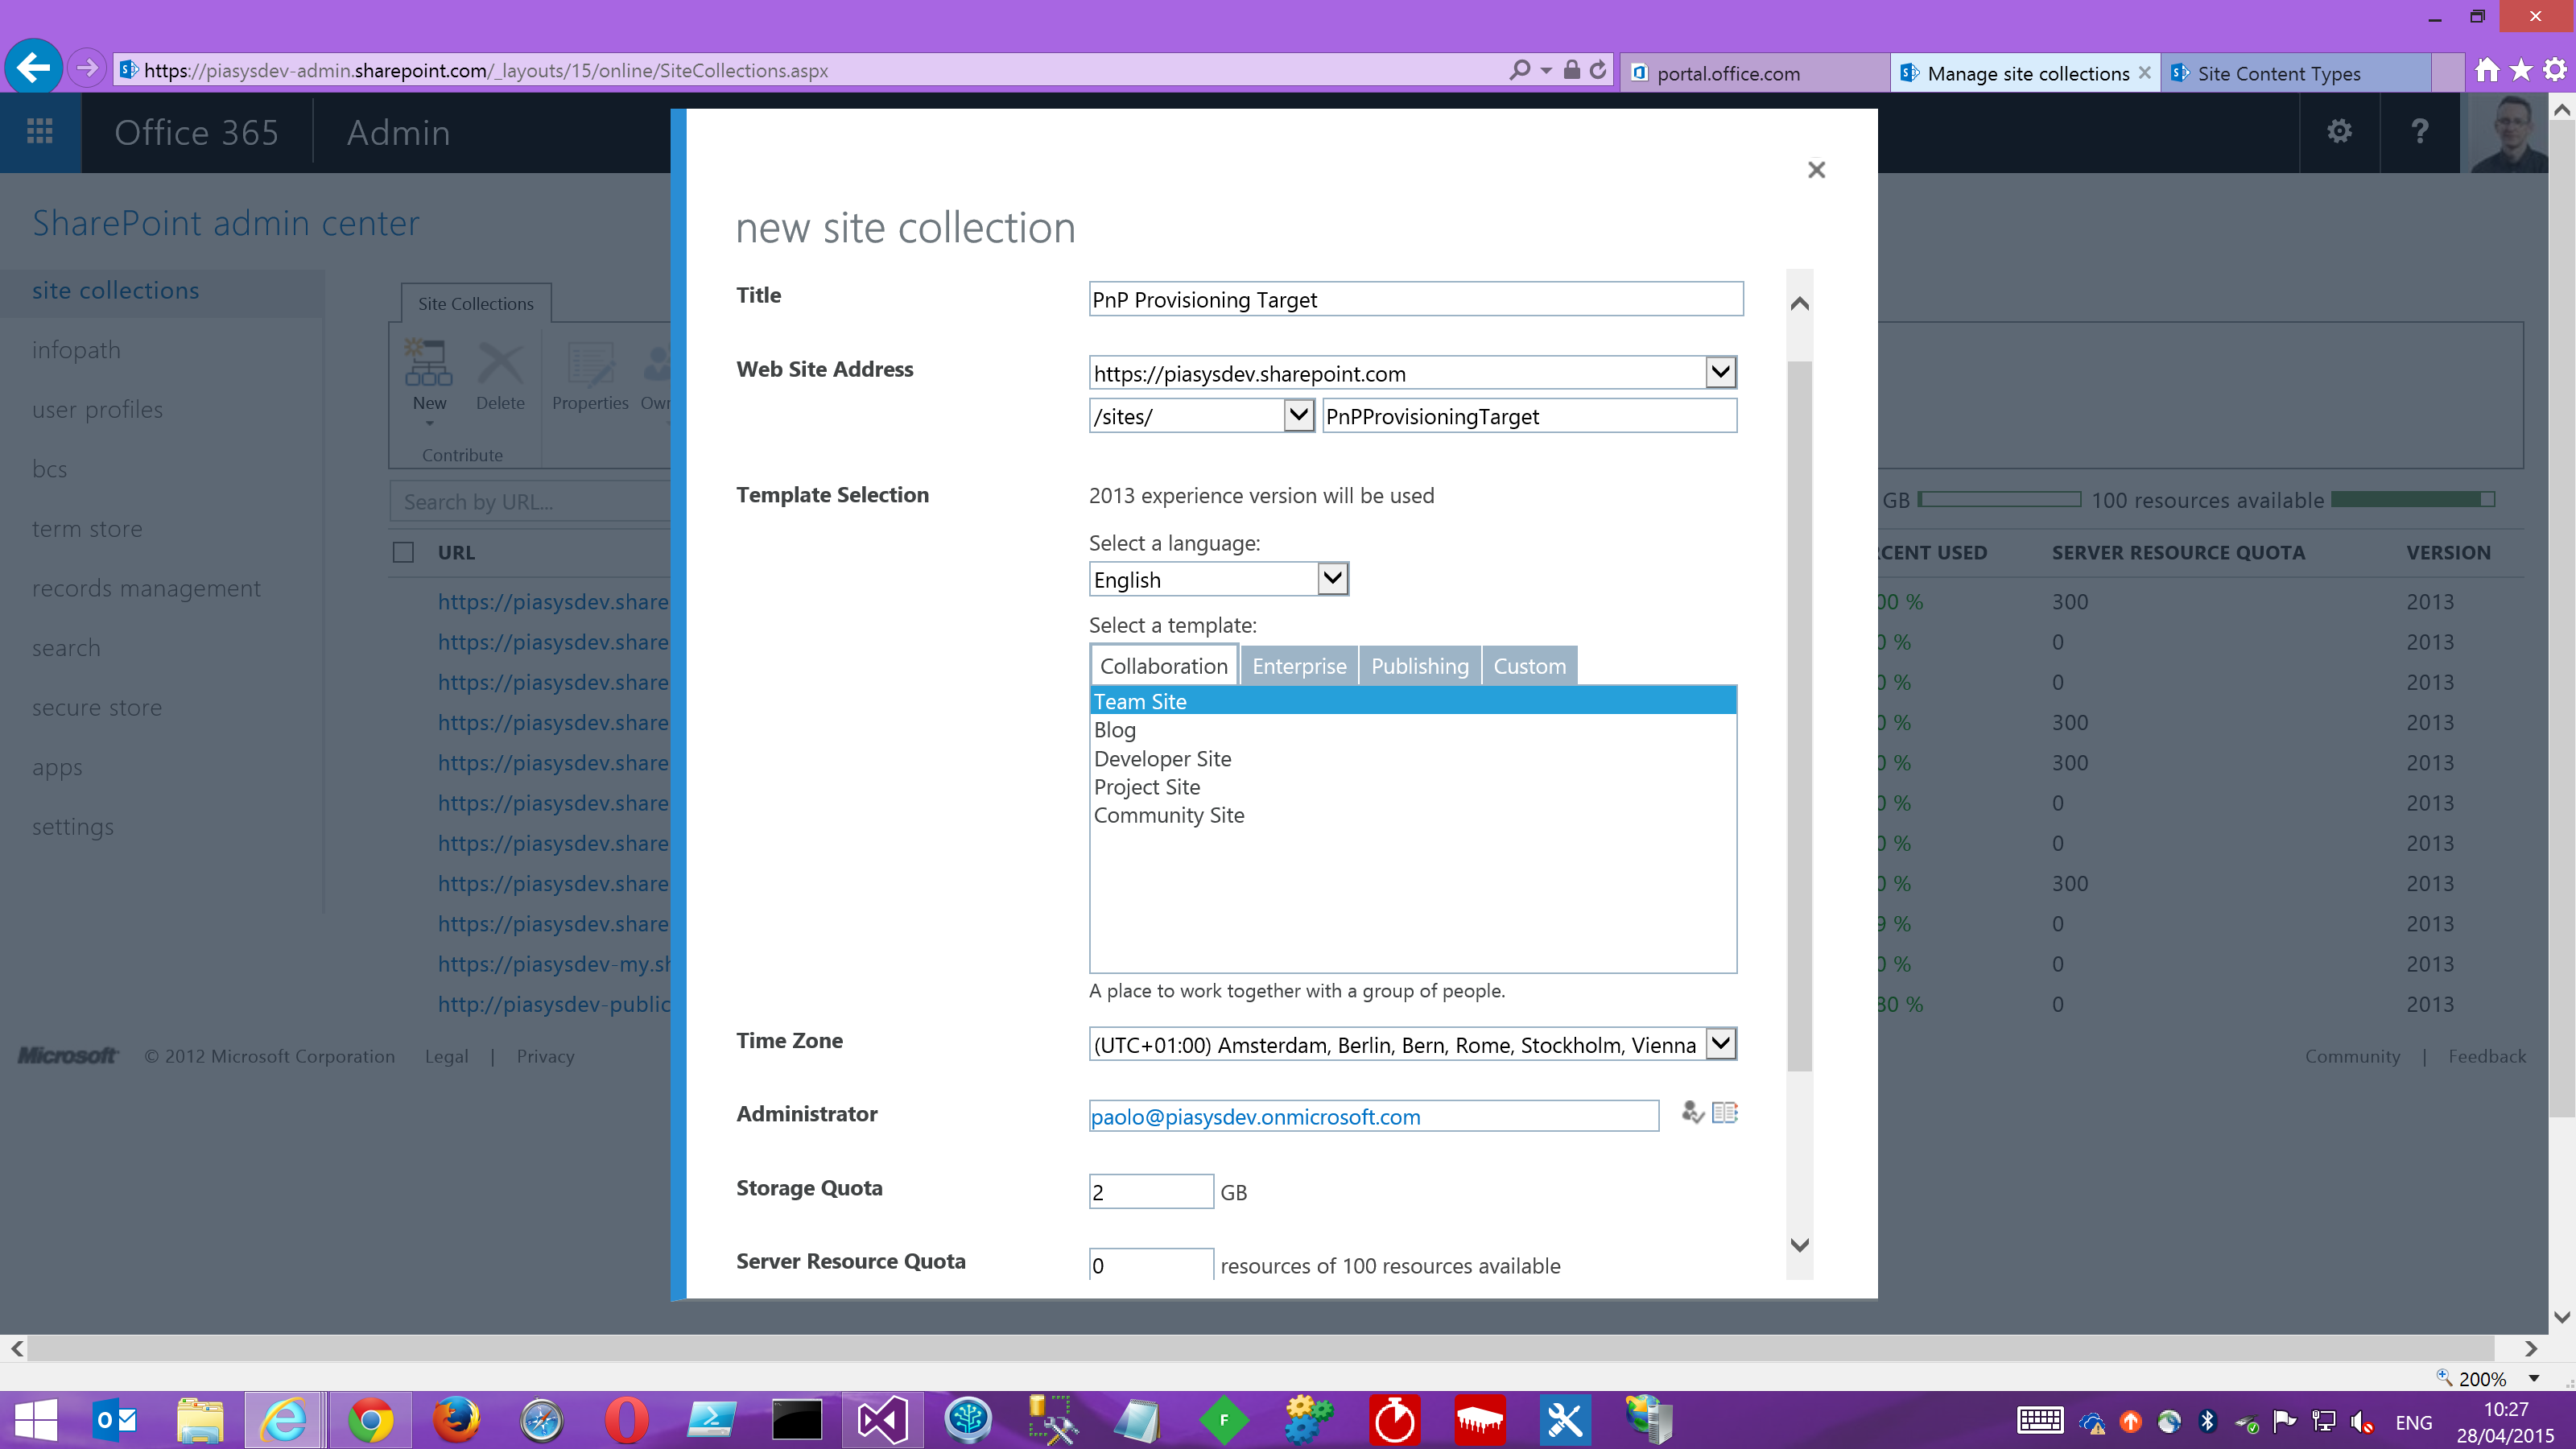 https://piasysdev-admin.sharepoint.com/_layouts/15/online/SiteCollections.aspx
portal.office.com
Manage site collections
Site Content Types
Office 365
Admin
SharePoint admin center
site collections
infopath
user profiles
bcs
term store
records management
search
secure store
apps
settings
Site Collections
New
Delete
Properties
Own
Contribute
Search by URL...
GB
100 resources available
URL
CENT USED
SERVER RESOURCE QUOTA
VERSION
https://piasysdev.share
00 %
300
2013
https://piasysdev.share
0 %
0
2013
https://piasysdev.share
0 %
0
2013
https://piasysdev.share
0 %
300
2013
https://piasysdev.share
0 %
300
2013
https://piasysdev.share
0 %
0
2013
https://piasysdev.share
0 %
0
2013
https://piasysdev.share
0 %
300
2013
https://piasysdev.share
9 %
0
2013
https://piasysdev-my.sh
0 %
0
2013
http://piasysdev-public
80 %
0
2013
Microsoft
© 2012 Microsoft Corporation
Legal | Privacy
Community | Feedback
new site collection
Title
PnP Provisioning Target
Web Site Address
https://piasysdev.sharepoint.com
/sites/
PnPProvisioningTarget
Template Selection
2013 experience version will be used
Select a language:
English
Select a template:
Collaboration
Enterprise
Publishing
Custom
Team Site
Blog
Developer Site
Project Site
Community Site
A place to work together with a group of people.
Time Zone
(UTC+01:00) Amsterdam, Berlin, Bern, Rome, Stockholm, Vienna
Administrator
paolo@piasysdev.onmicrosoft.com
Storage Quota
2
GB
Server Resource Quota
0
resources of 100 resources available
200%
ENG
10:27
28/04/2015